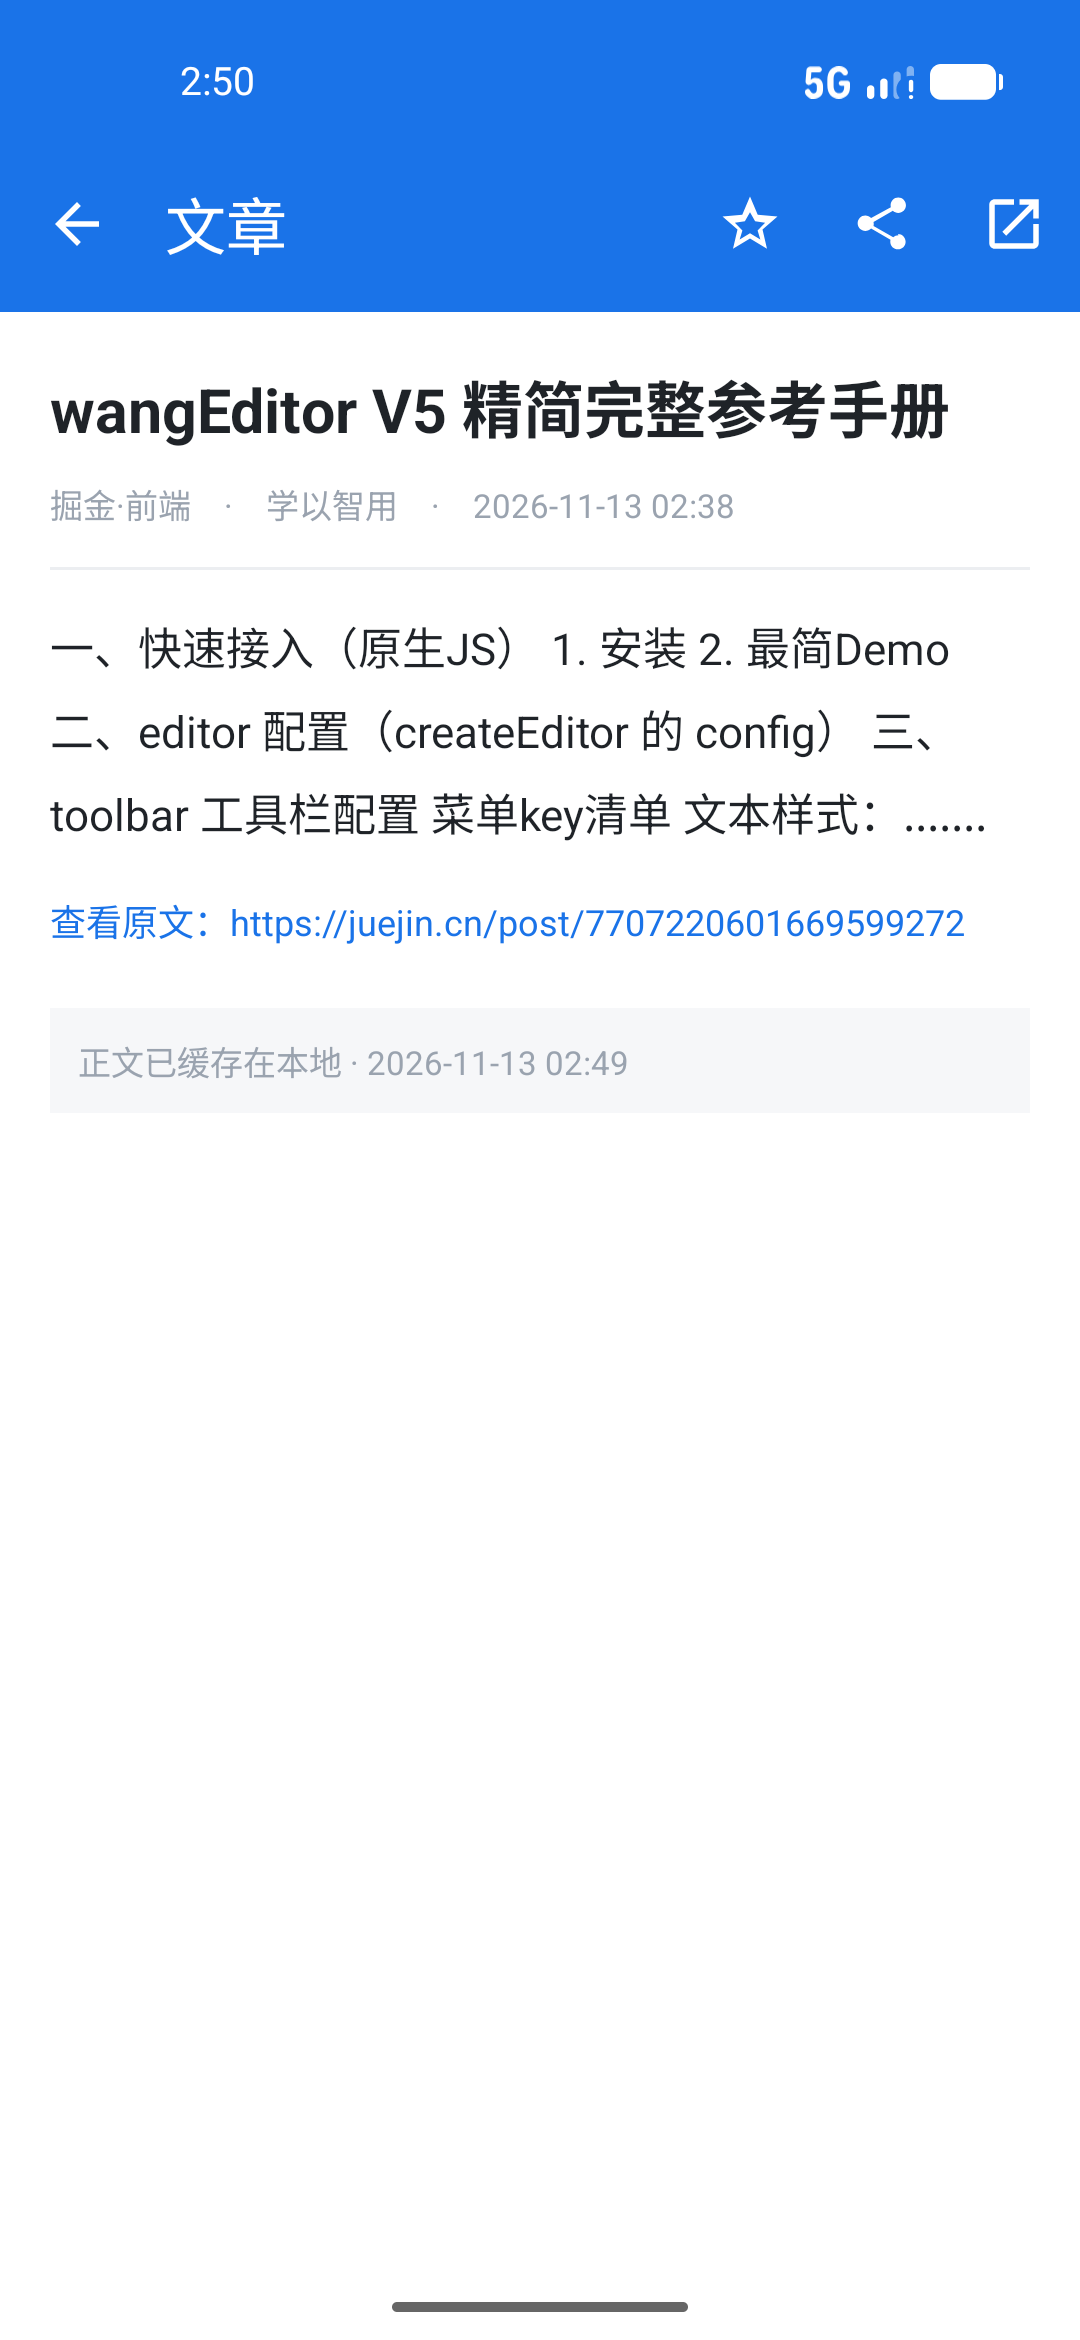 2:50
5G
文章
wangEditor V5 精简完整参考手册
掘金·前端 · 学以智用 · 2026-11-13 02:38
一、快速接入（原生JS） 1. 安装 2. 最简Demo
二、editor 配置（createEditor 的 config） 三、
toolbar 工具栏配置 菜单key清单 文本样式：.......
查看原文：https://juejin.cn/post/7707220601669599272
正文已缓存在本地 · 2026-11-13 02:49